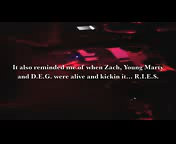 It also reminded me of when Zach, Young Marty
and D.E.G. were alive and kickin it... R.I.E.S.